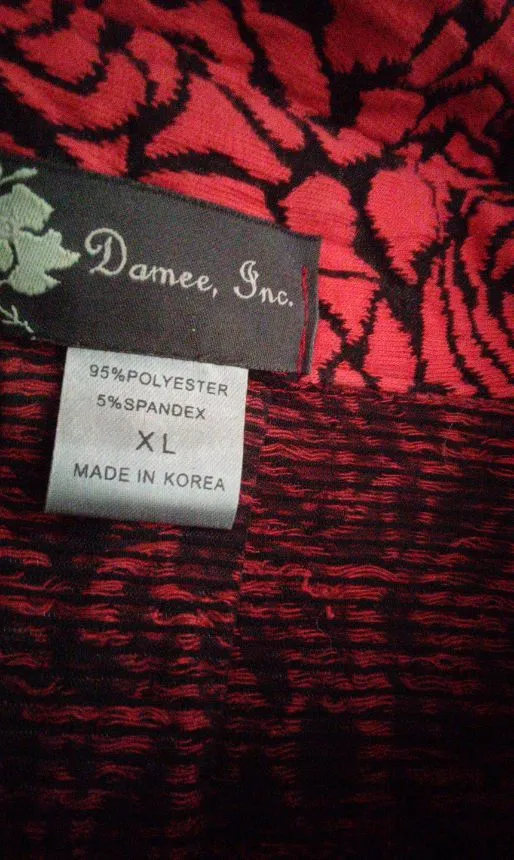 Damee, Inc.
95%POLYESTER
5%SPANDEX
XL
MADE IN KOREA